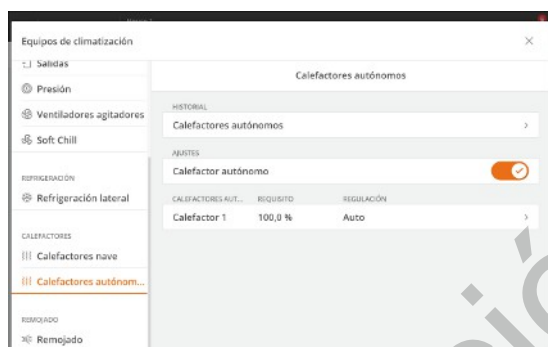 Equipos de climatización
Salidas
Presión
Ventiladores agitadores
Soft Chill
REFRIGERACIÓN
Refrigeración lateral
CALEFACTORES
Calefactores nave
Calefactores autónom...
REMOJADO
Remojado
Calefactores autónomos
HISTORIAL
Calefactores autónomos
AJUSTES
Calefactor autónomo
CALEFACTORES AUT... REQUISITO REGULACIÓN
Calefactor 1 100,0 % Auto